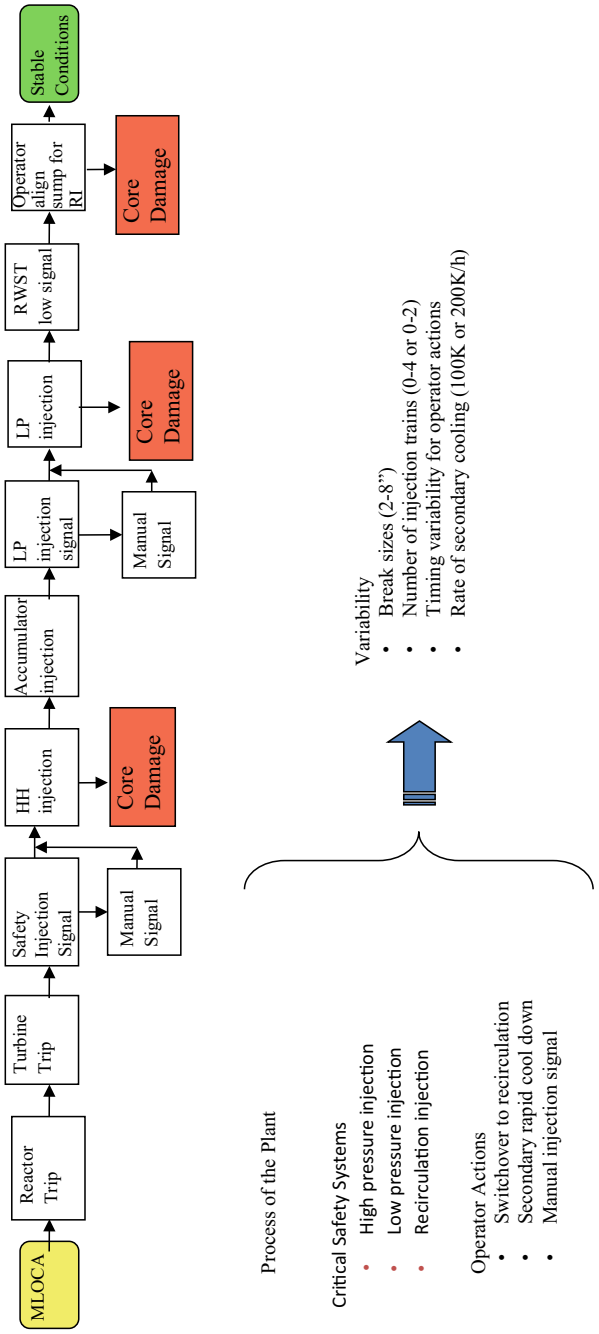 MLOCA
Reactor
Trip
Turbine
Trip
Safety
Injection
Signal
Manual
Signal
HH
injection
Core
Damage
Accumulator
injection
LP
injection
signal
Manual
Signal
LP
injection
Core
Damage
RWST
low signal
Operator
align
sump for
RI
Core
Damage
Stable
Conditions
Process of the Plant
Critical Safety Systems
• High pressure injection
• Low pressure injection
• Recirculation injection
Operator Actions
• Switchover to recirculation
• Secondary rapid cool down
• Manual injection signal
Variability
• Break sizes (2-8”)
• Number of injection trains (0-4 or 0-2)
• Timing variability for operator actions
• Rate of secondary cooling (100K or 200K/h)